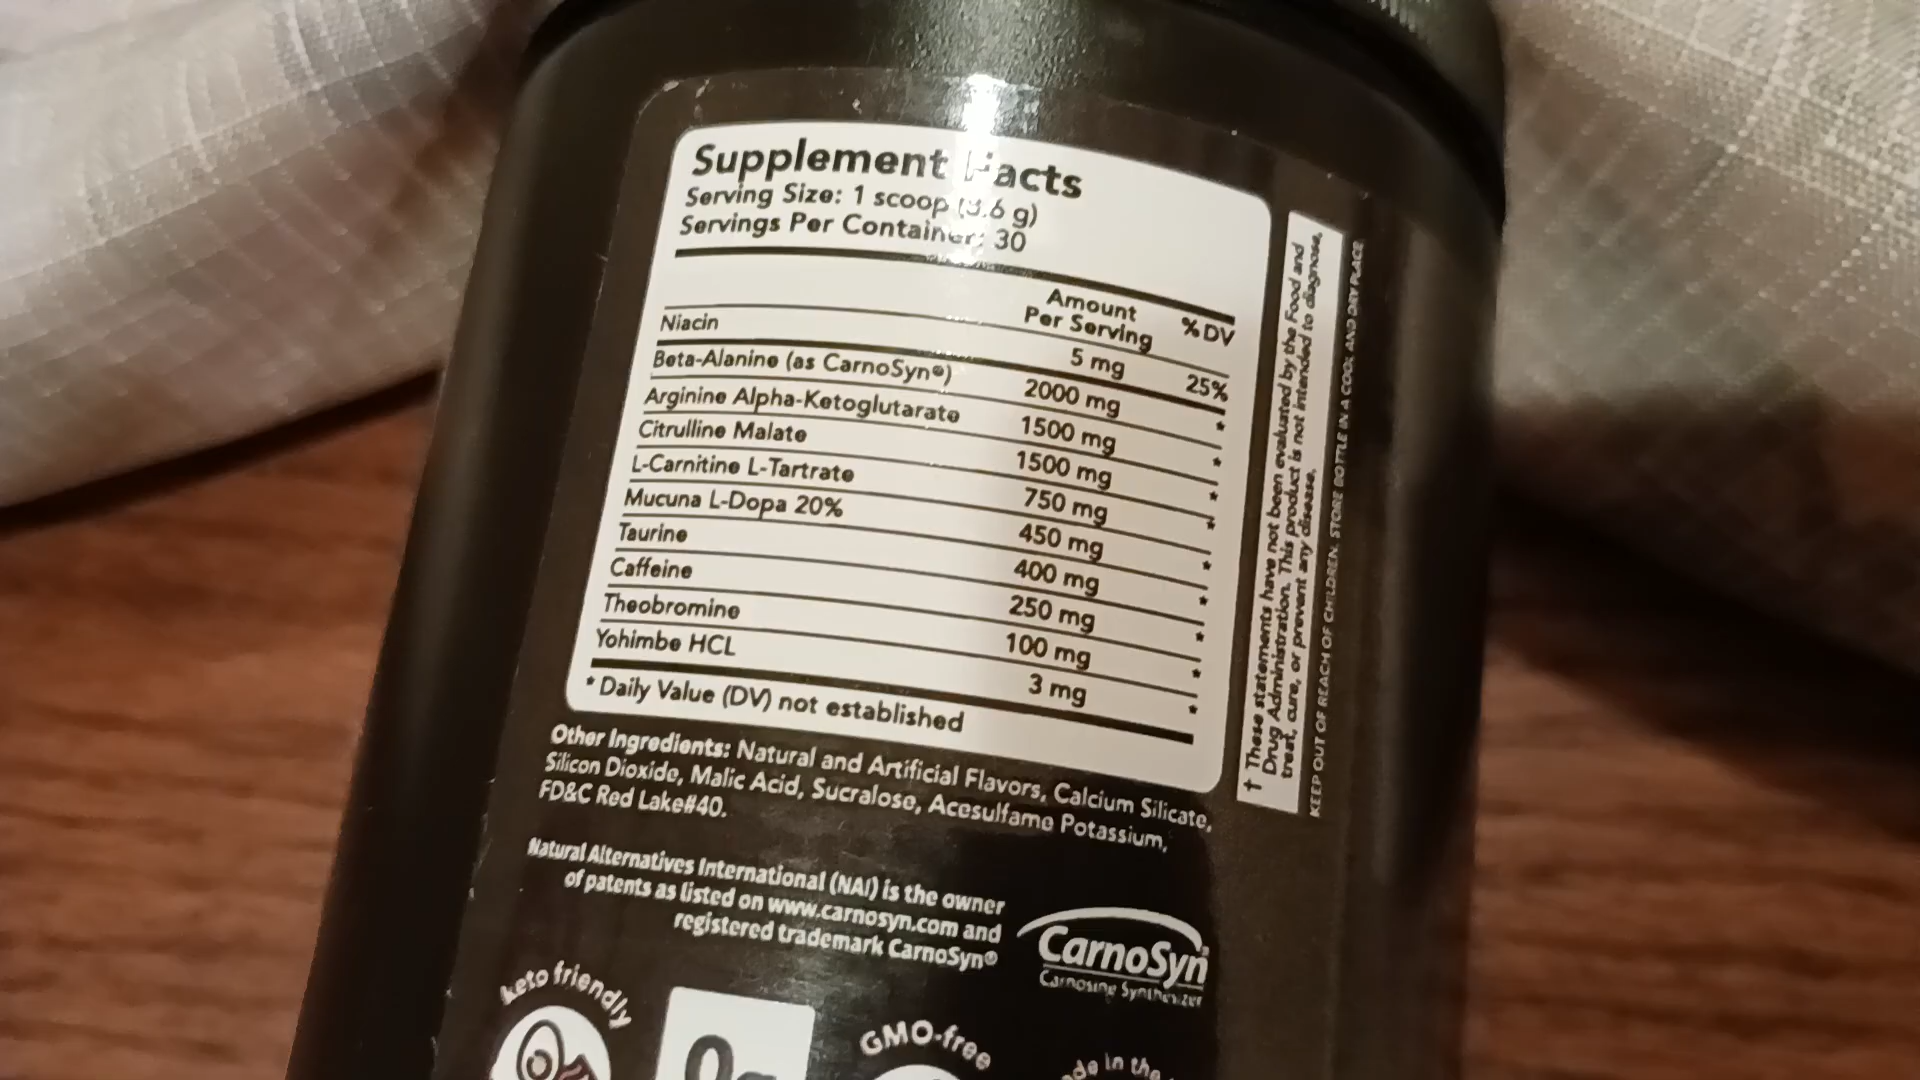 Supplement Facts
Serving Size: 1 scoop (3.6 g)
Servings Per Container: 30
Amount Per Serving % DV
Niacin 5 mg 25%
Beta-Alanine (as CarnoSyn®) 2000 mg *
Arginine Alpha-Ketoglutarate 1500 mg *
Citrulline Malate 1500 mg *
L-Carnitine L-Tartrate 750 mg *
Mucuna L-Dopa 20% 450 mg *
Taurine 400 mg *
Caffeine 250 mg *
Theobromine 100 mg *
Yohimbe HCL 3 mg *
* Daily Value (DV) not established
Other Ingredients: Natural and Artificial Flavors, Calcium Silicate,
Silicon Dioxide, Malic Acid, Sucralose, Acesulfame Potassium,
FD&C Red Lake#40.
Natural Alternatives International (NAI) is the owner
of patents as listed on www.carnosyn.com and
registered trademark CarnoSyn®
CarnoSyn®
Carnosine Synthesizer
keto friendly
0g
GMO-free
in the
† These statements have not been evaluated by the Food and
Drug Administration. This product is not intended to diagnose,
treat, cure, or prevent any disease.
KEEP OUT OF REACH OF CHILDREN. STORE BOTTLE IN A COOL AND DRY PLACE